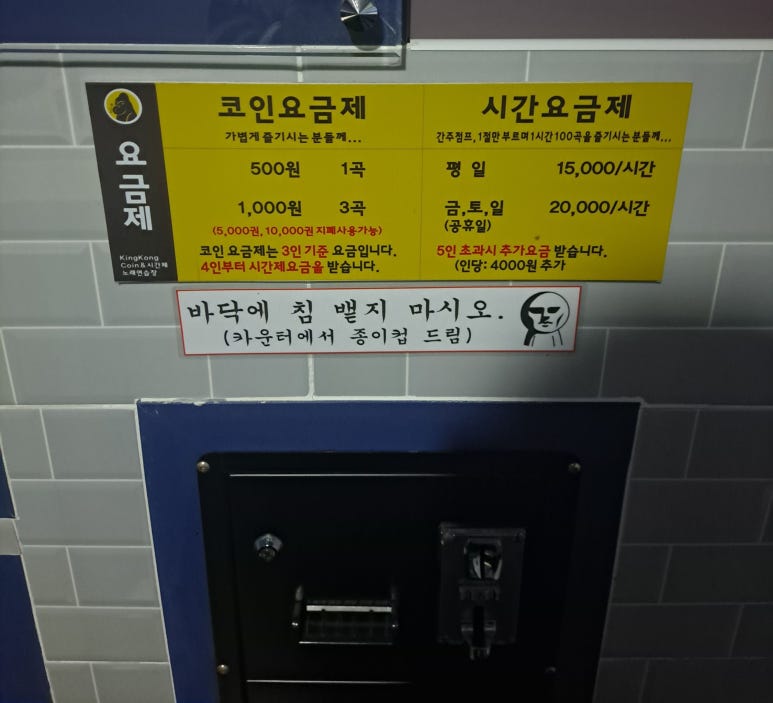 요금제
KingKong
Coin & 시간제
노래연습장
코인요금제
가볍게 즐기시는 분들께...
500원 1곡
1,000원 3곡
(5,000권, 10,000권 지폐사용가능)
코인 요금제는 3인 기준 요금입니다.
4인부터 시간제요금을 받습니다.
시간요금제
간주점프, 1절만 부르며 1시간 100곡을 즐기시는 분들께...
평 일 15,000/시간
금,토,일 20,000/시간
(공휴일)
5인 초과시 추가요금 받습니다.
(인당: 4000원 추가
바닥에 침 뱉지 마시오.
(카운터에서 종이컵 드림)